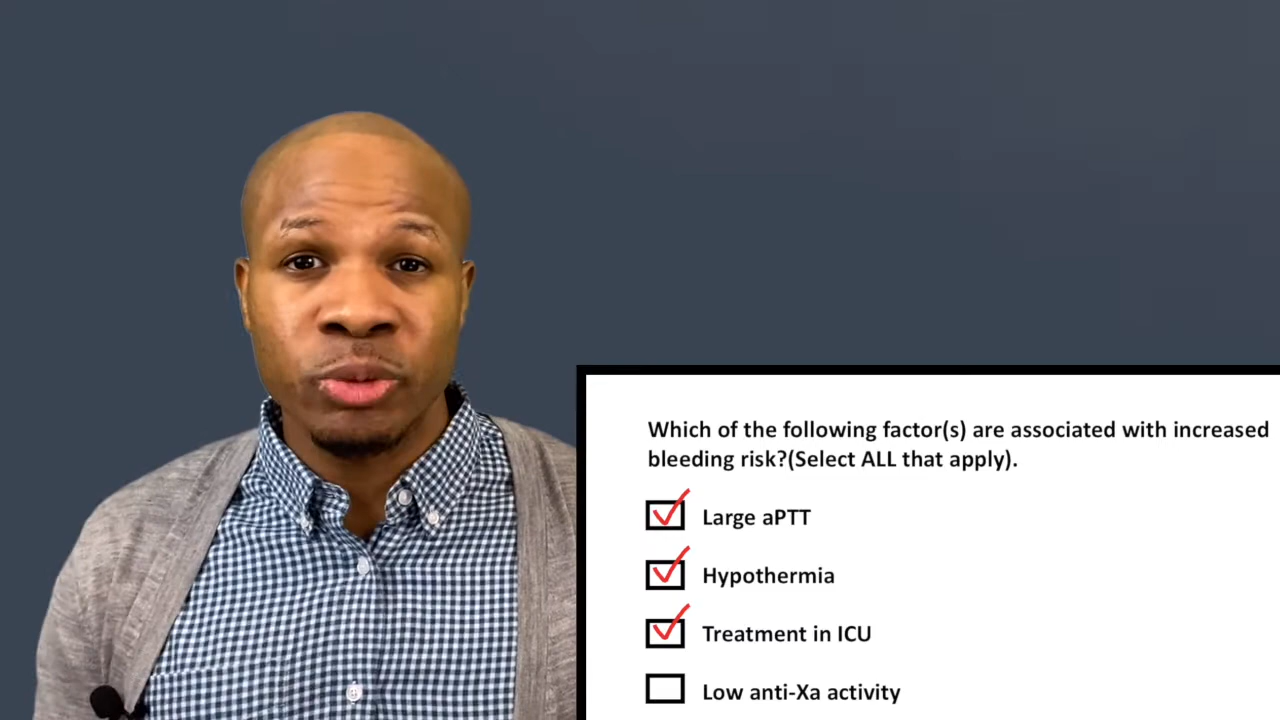 Which of the following factor(s) are associated with increased
bleeding risk?(Select ALL that apply).
Large aPTT
Hypothermia
Treatment in ICU
Low anti-Xa activity